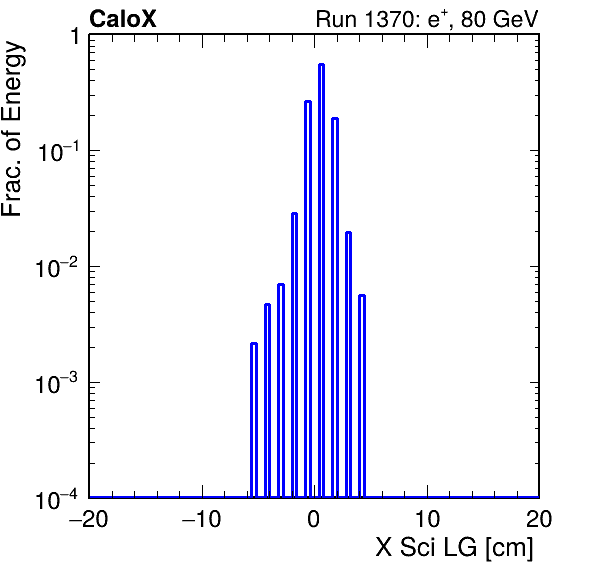 CaloX Run 1370: e⁺, 80 GeV
Frac. of Energy
1
10⁻¹
10⁻²
10⁻³
10⁻⁴
−20 −10 0 10 20
X Sci LG [cm]